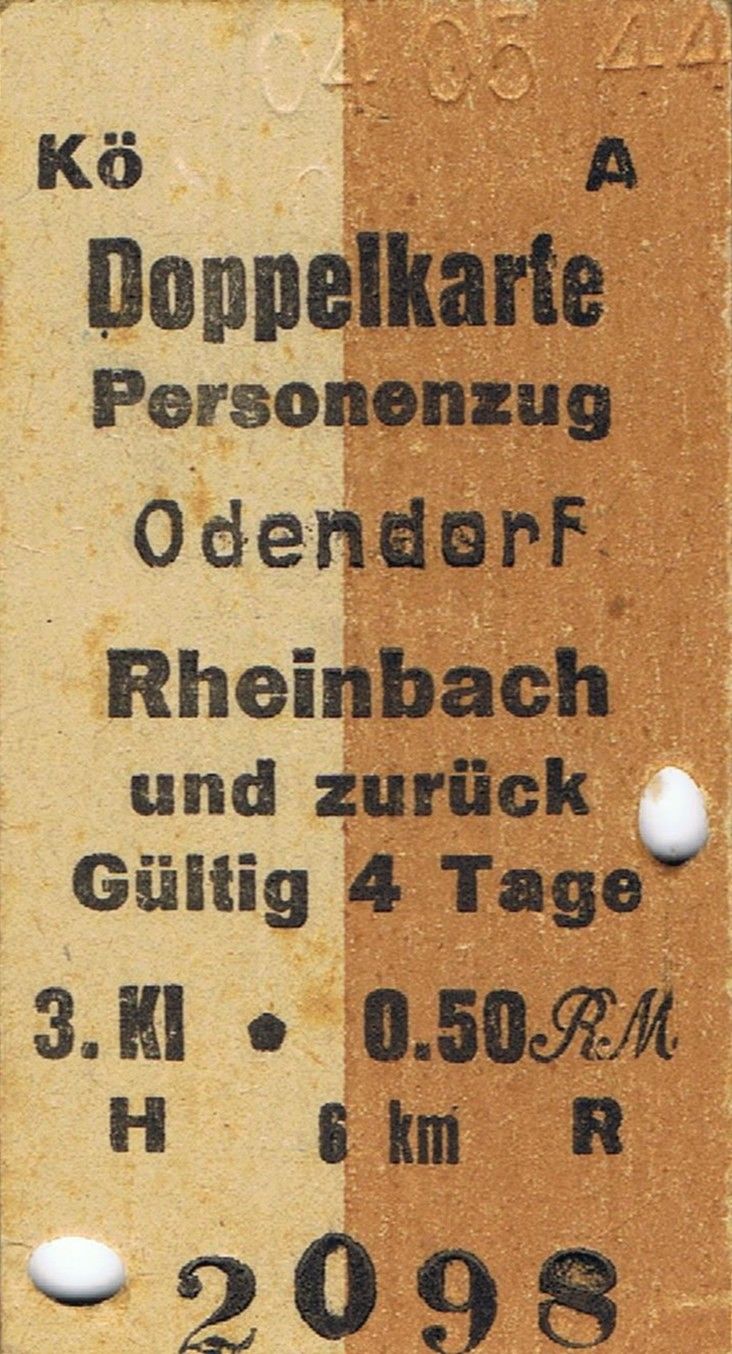 04 05 44
Kö A
Doppelkarte
Personenzug
Odendorf
Rheinbach
und zurück
Gültig 4 Tage
3. Kl • 0.50 RM
H 6 km R
2098